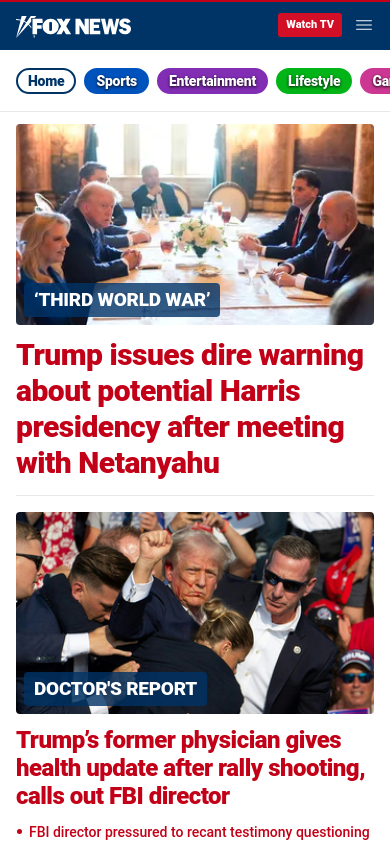 FOX NEWS
Watch TV
Home
Sports
Entertainment
Lifestyle
‘THIRD WORLD WAR’
Trump issues dire warning
about potential Harris
presidency after meeting
with Netanyahu
TRUMP
DOCTOR'S REPORT
Trump’s former physician gives
health update after rally shooting,
calls out FBI director
• FBI director pressured to recant testimony questioning